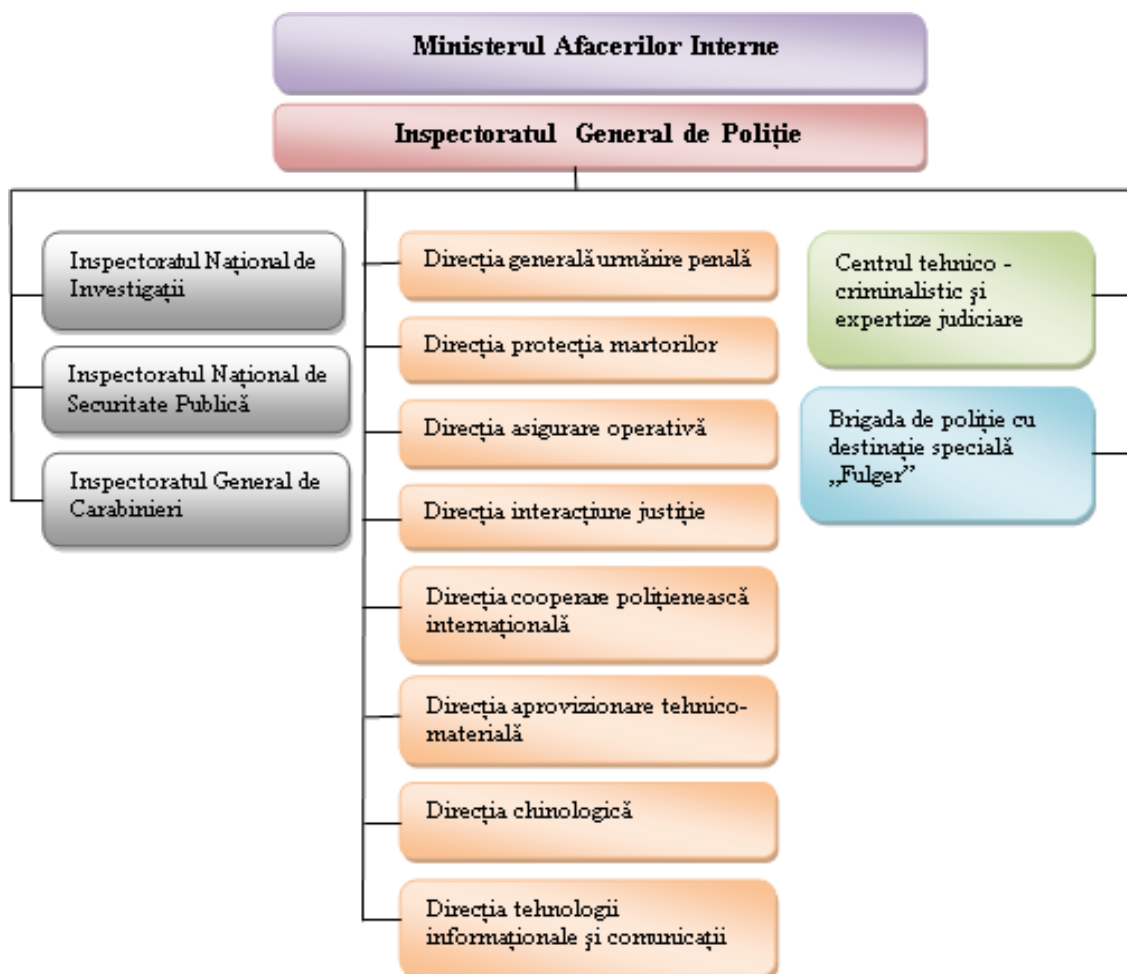 Ministerul Afacerilor Interne
Inspectoratul General de Poliție
Inspectoratul Național de
Investigații
Inspectoratul Național de
Securitate Publică
Inspectoratul General de
Carabinieri
Direcția generală urmărire penală
Direcția protecția martorilor
Direcția asigurare operativă
Direcția interacțiune justiție
Direcția cooperare polițienească
internațională
Direcția aprovizionare tehnico-
materială
Direcția chinologică
Direcția tehnologii
informaționale și comunicații
Centrul tehnico -
criminalistic și
expertize judiciare
Brigada de poliție cu
destinație specială
„Fulger”